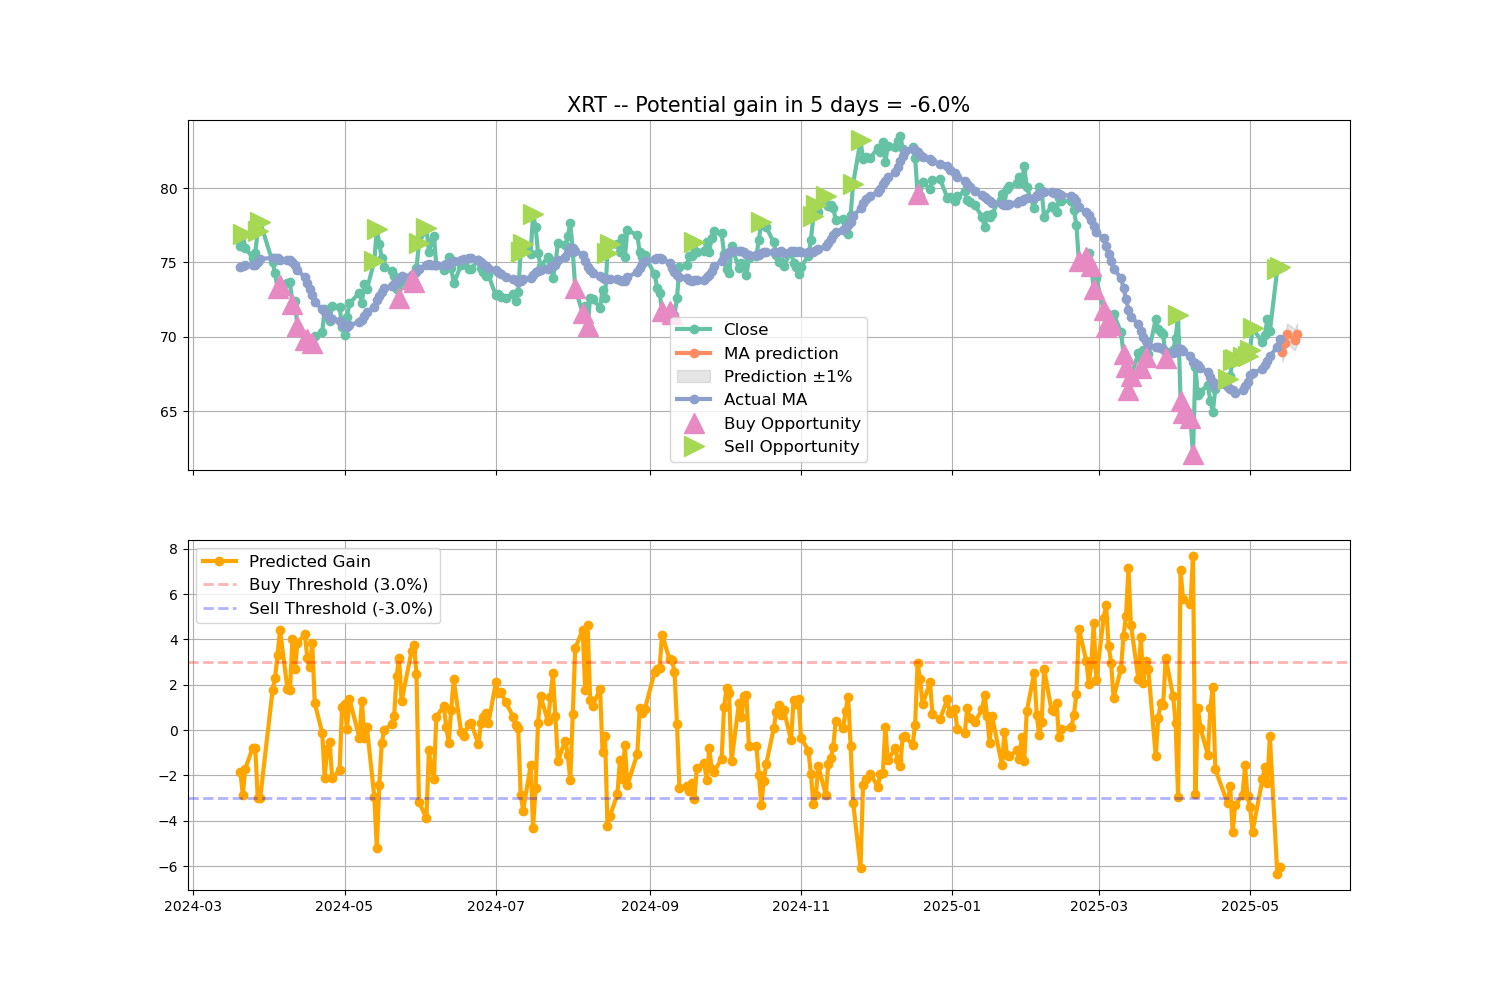 XRT -- Potential gain in 5 days = -6.0%
80
75
70
65
Close
MA prediction
Prediction ±1%
Actual MA
Buy Opportunity
Sell Opportunity
8
6
4
2
0
−2
−4
−6
Predicted Gain
Buy Threshold (3.0%)
Sell Threshold (-3.0%)
2024-03 2024-05 2024-07 2024-09 2024-11 2025-01 2025-03 2025-05